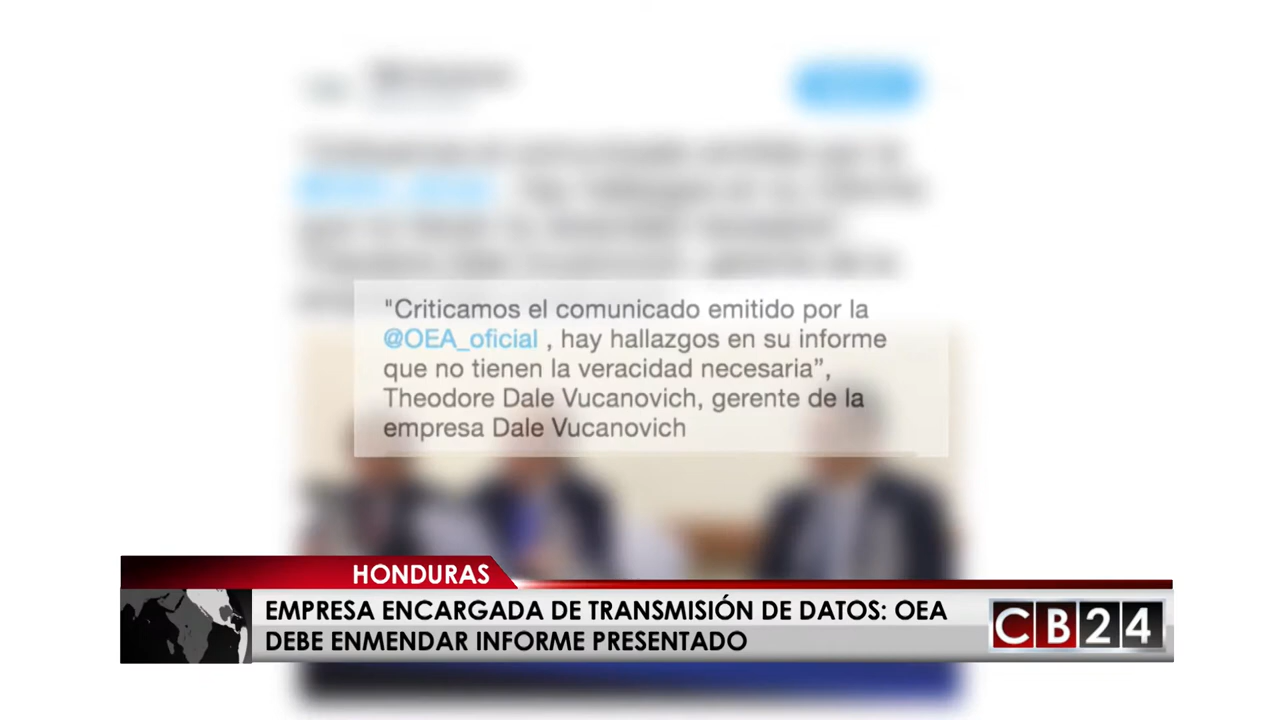 "Criticamos el comunicado emitido por la
@OEA_oficial , hay hallazgos en su informe
que no tienen la veracidad necesaria”,
Theodore Dale Vucanovich, gerente de la
empresa Dale Vucanovich
HONDURAS
EMPRESA ENCARGADA DE TRANSMISIÓN DE DATOS: OEA
DEBE ENMENDAR INFORME PRESENTADO
CB24